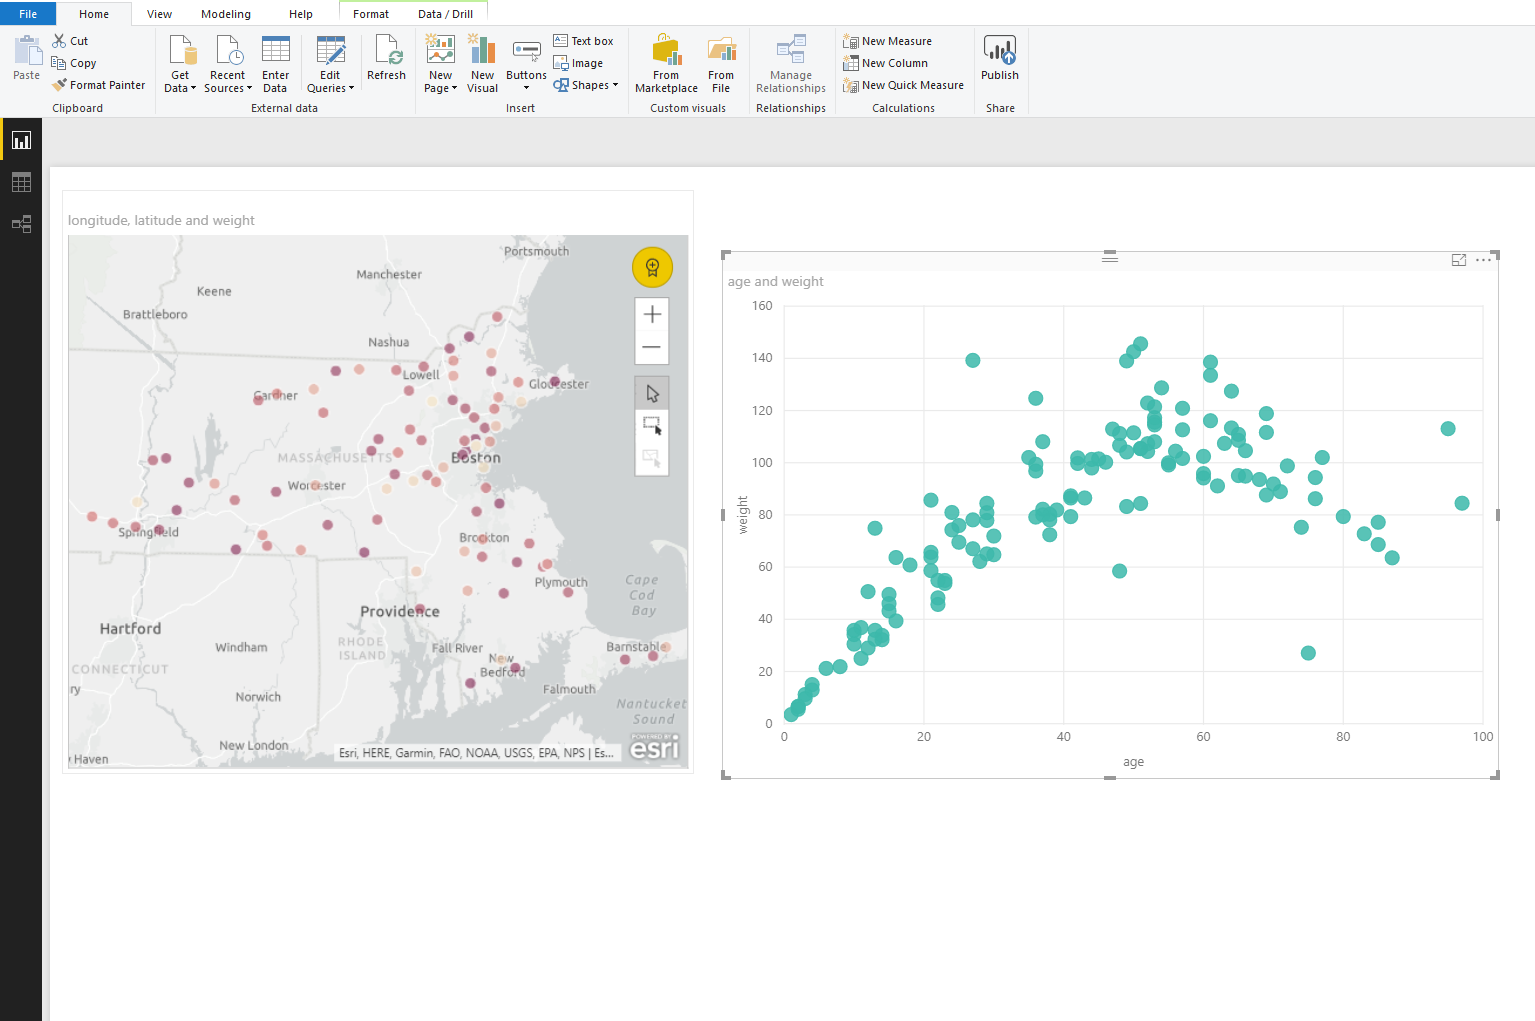 File Home View Modeling Help Format Data / Drill
Paste
Cut
Copy
Format Painter
Clipboard
Get Data
Recent Sources
Enter Data
Edit Queries
Refresh
External data
New Page
New Visual
Buttons
Text box
Image
Shapes
Insert
From Marketplace
From File
Custom visuals
Manage Relationships
Relationships
New Measure
New Column
New Quick Measure
Calculations
Publish
Share
longitude, latitude and weight
Portsmouth
Manchester
Keene
Brattleboro
Nashua
Lowell
Gloucester
Gardner
MASSACHUSETTS
Boston
Worcester
Springfield
Brockton
Plymouth
Cape
Cod
Bay
Providence
Hartford
RHODE
ISLAND
Windham
Fall River
New
Bedford
Barnstable
CONNECTICUT
ry
Falmouth
Norwich
Nantucket
Sound
New London
Haven
Esri, HERE, Garmin, FAO, NOAA, USGS, EPA, NPS | Es...
POWERED BY
esri
age and weight
160
140
120
100
80
60
40
20
0
weight
0 20 40 60 80 100
age